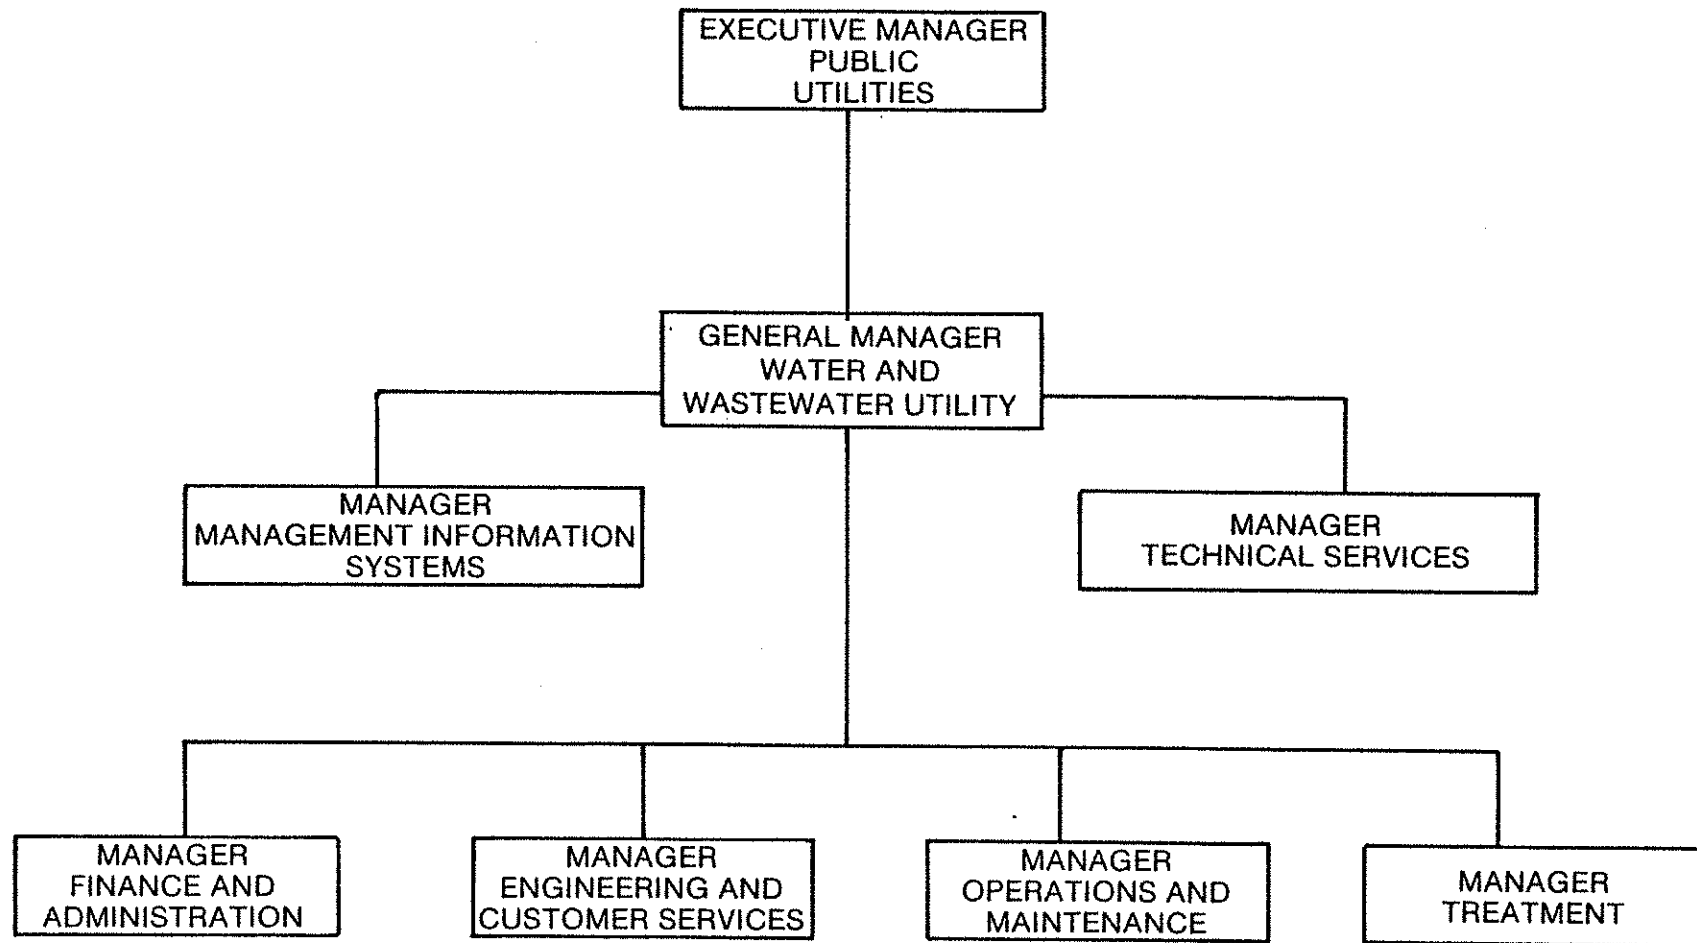 EXECUTIVE MANAGER
PUBLIC
UTILITIES
GENERAL MANAGER
WATER AND
WASTEWATER UTILITY
MANAGER
MANAGEMENT INFORMATION
SYSTEMS
MANAGER
TECHNICAL SERVICES
MANAGER
FINANCE AND
ADMINISTRATION
MANAGER
ENGINEERING AND
CUSTOMER SERVICES
MANAGER
OPERATIONS AND
MAINTENANCE
MANAGER
TREATMENT